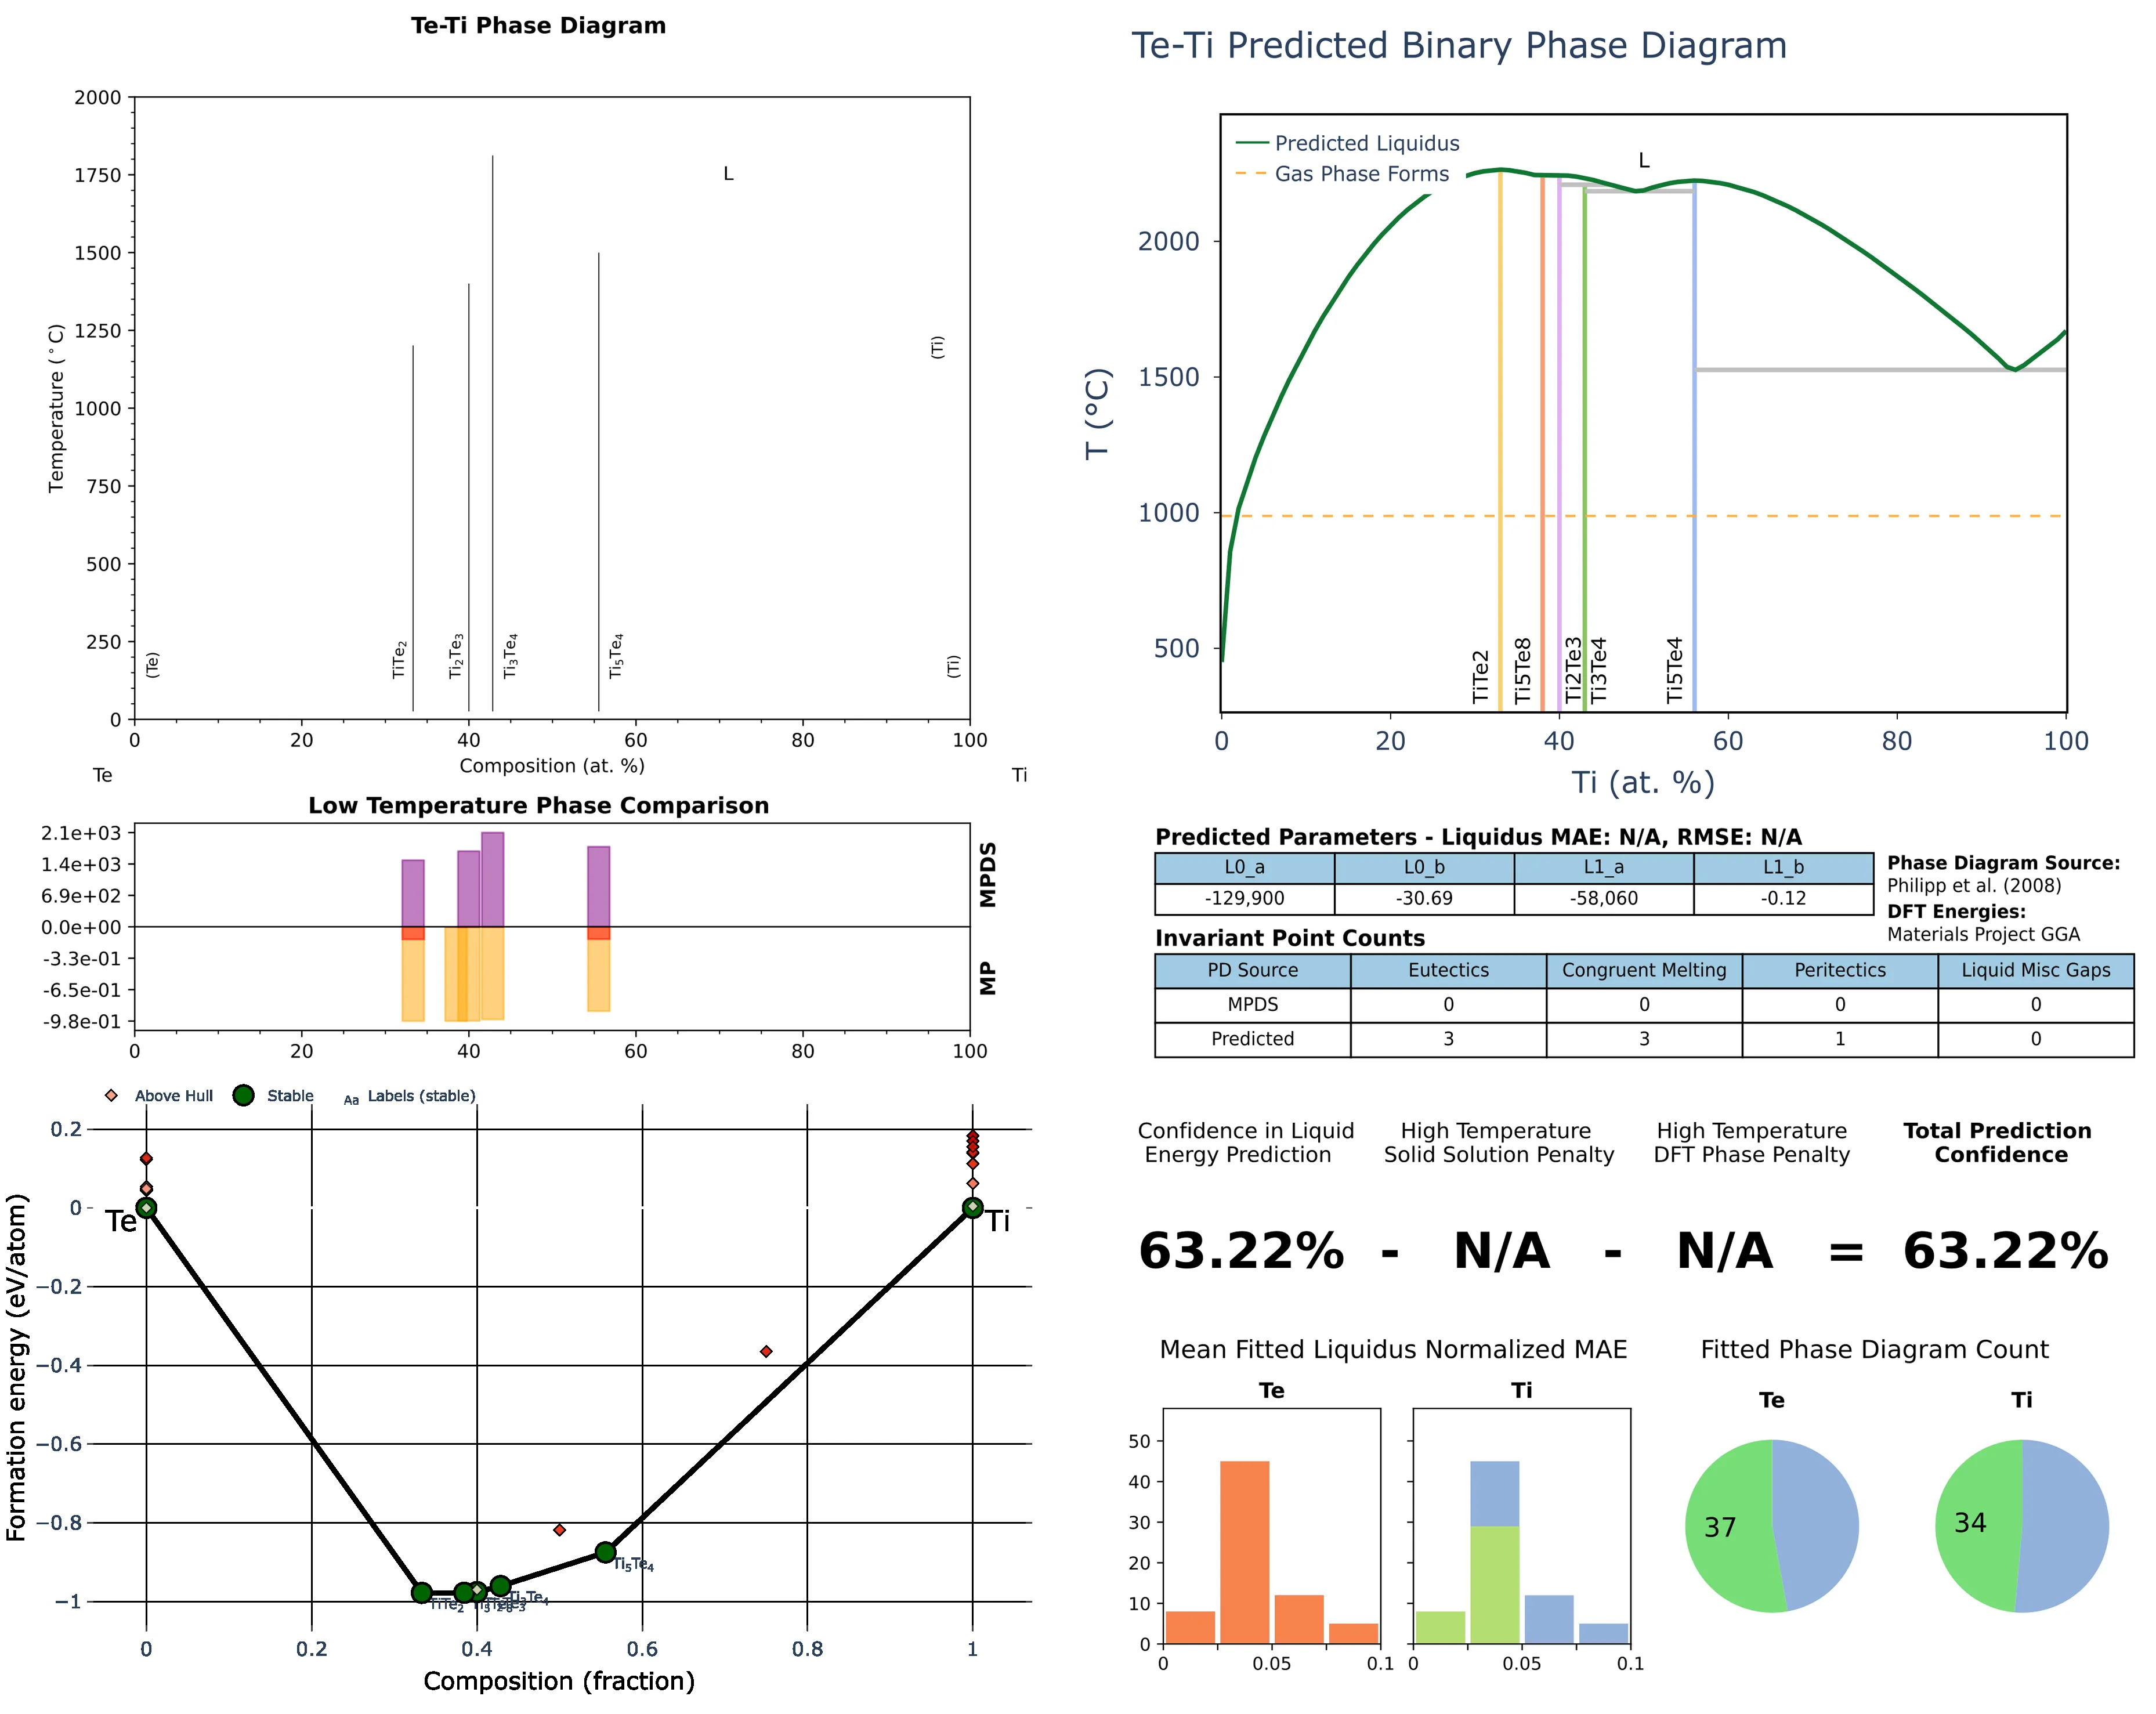 Te-Ti Phase Diagram
2000
1750
1500
1250
1000
750
500
250
0
Temperature (°C)
L
(Ti)
(Te)
TiTe2
Ti2Te3
Ti3Te4
Ti5Te4
(Ti)
0 20 40 60 80 100
Composition (at. %)
Te Ti
Low Temperature Phase Comparison
2.1e+03
1.4e+03
6.9e+02
0.0e+00
-3.3e-01
-6.5e-01
-9.8e-01
MPDS
MP
0 20 40 60 80 100
Above Hull Stable Aa Labels (stable)
0.2
0
−0.2
−0.4
−0.6
−0.8
−1
Formation energy (eV/atom)
Te
Ti
Ti5Te4
TiTe2
0 0.2 0.4 0.6 0.8 1
Composition (fraction)
Te-Ti Predicted Binary Phase Diagram
Predicted Liquidus
Gas Phase Forms
L
2000
1500
1000
500
T (°C)
TiTe2
Ti5Te8
Ti2Te3
Ti3Te4
Ti5Te4
0 20 40 60 80 100
Ti (at. %)
Predicted Parameters - Liquidus MAE: N/A, RMSE: N/A
L0_a L0_b L1_a L1_b
-129,900 -30.69 -58,060 -0.12
Phase Diagram Source:
Philipp et al. (2008)
DFT Energies:
Materials Project GGA
Invariant Point Counts
PD Source Eutectics Congruent Melting Peritectics Liquid Misc Gaps
MPDS 0 0 0 0
Predicted 3 3 1 0
Confidence in Liquid
Energy Prediction
High Temperature
Solid Solution Penalty
High Temperature
DFT Phase Penalty
Total Prediction
Confidence
63.22% - N/A - N/A = 63.22%
Mean Fitted Liquidus Normalized MAE
Te
Ti
50
40
30
20
10
0
0 0.05 0.1
0 0.05 0.1
Fitted Phase Diagram Count
Te
Ti
37
34